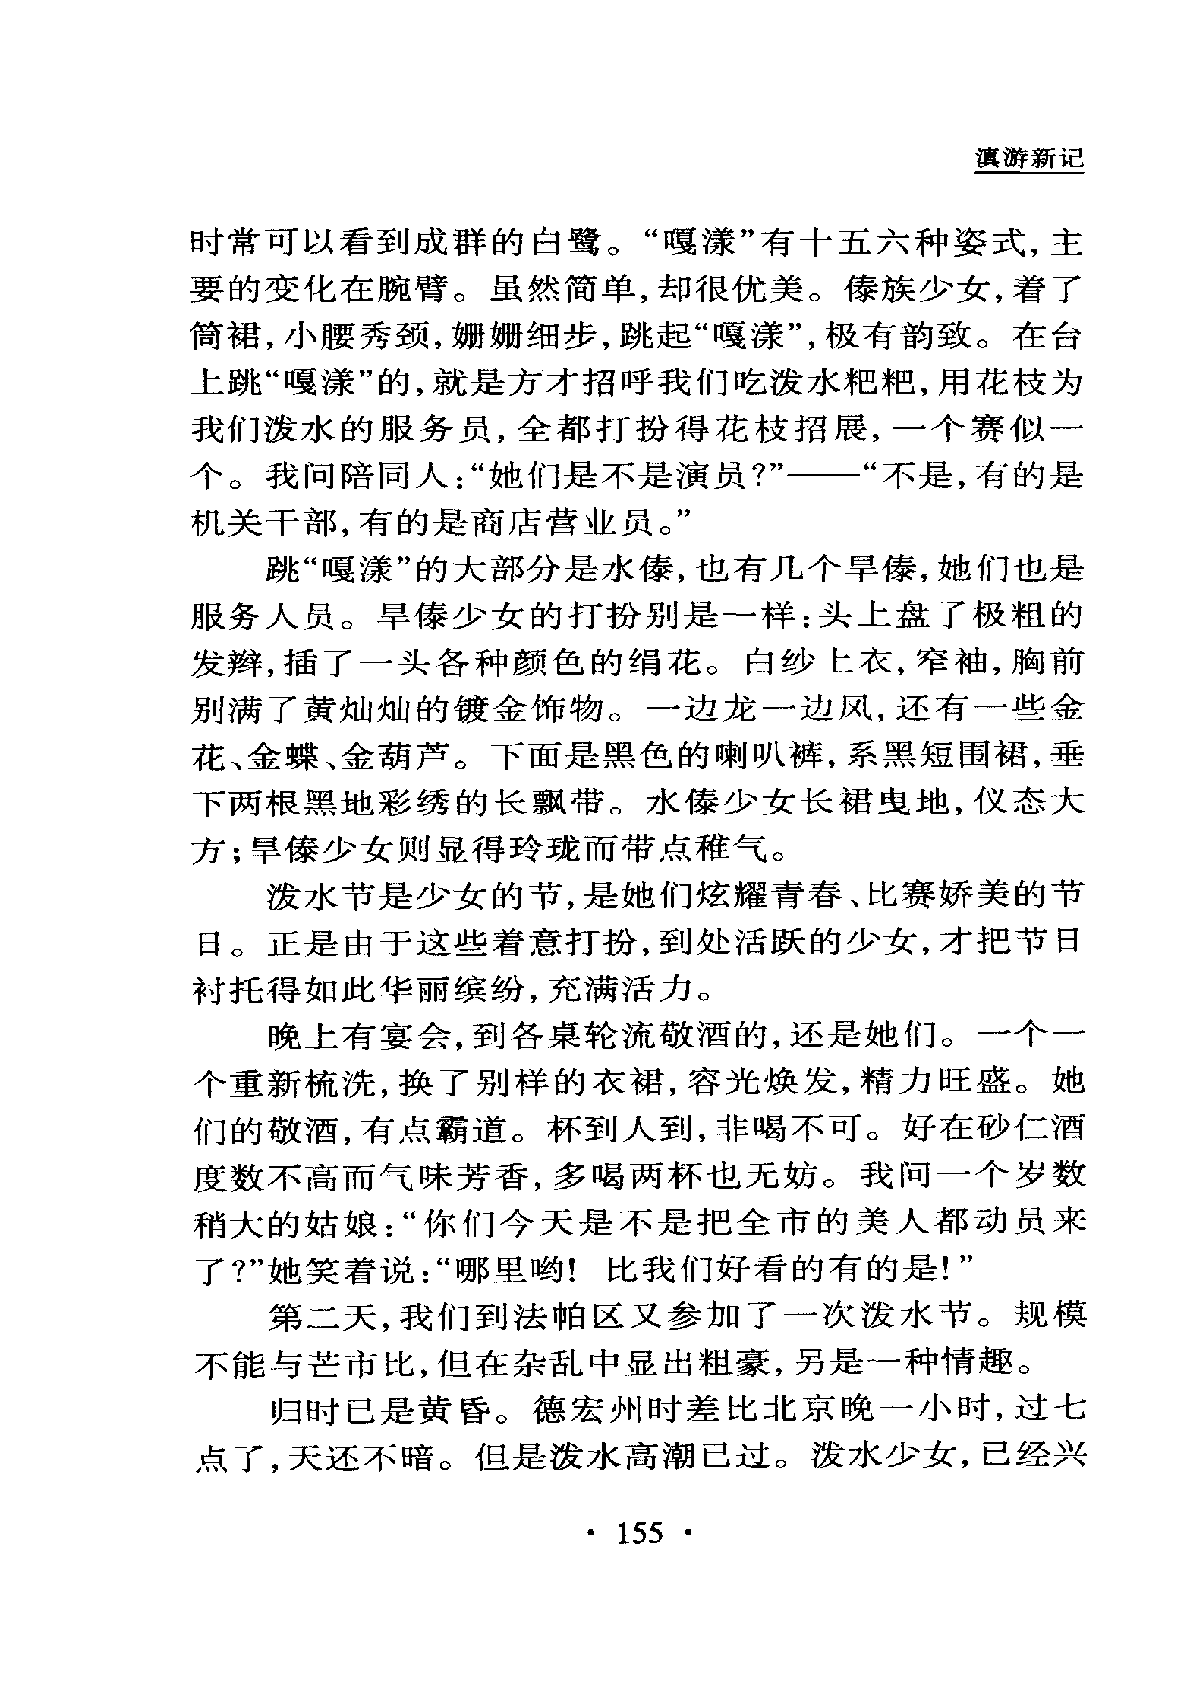 滇游新记
时常可以看到成群的白鹭。“嘎漾”有十五六种姿式,主
要的变化在腕臂。虽然简单,却很优美。傣族少女,着了
筒裙,小腰秀颈,姗姗细步,跳起“嘎漾”,极有韵致。在台
上跳“嘎漾”的,就是方才招呼我们吃泼水粑粑,用花枝为
我们泼水的服务员,全都打扮得花枝招展,一个赛似一
个。我问陪同人:“她们是不是演员?”——“不是,有的是
机关干部,有的是商店营业员。”
跳“嘎漾”的大部分是水傣,也有几个旱傣,她们也是
服务人员。旱傣少女的打扮别是一样:头上盘了极粗的
发辫,插了一头各种颜色的绢花。白纱上衣,窄袖,胸前
别满了黄灿灿的镀金饰物。一边龙一边风,还有一些金
花、金蝶、金葫芦。下面是黑色的喇叭裤,系黑短围裙,垂
下两根黑地彩绣的长飘带。水傣少女长裙曳地,仪态大
方;旱傣少女则显得玲珑而带点稚气。
泼水节是少女的节,是她们炫耀青春、比赛娇美的节
日。正是由于这些着意打扮,到处活跃的少女,才把节日
衬托得如此华丽缤纷,充满活力。
晚上有宴会,到各桌轮流敬酒的,还是她们。一个一
个重新梳洗,换了别样的衣裙,容光焕发,精力旺盛。她
们的敬酒,有点霸道。杯到人到,非喝不可。好在砂仁酒
度数不高而气味芳香,多喝两杯也无妨。我问一个岁数
稍大的姑娘:“你们今天是不是把全市的美人都动员来
了?”她笑着说:“哪里哟! 比我们好看的有的是!”
第二天,我们到法帕区又参加了一次泼水节。规模
不能与芒市比,但在杂乱中显出粗豪,另是一种情趣。
归时已是黄昏。德宏州时差比北京晚一小时,过七
点了,天还不暗。但是泼水高潮已过。泼水少女,已经兴
· 155 ·